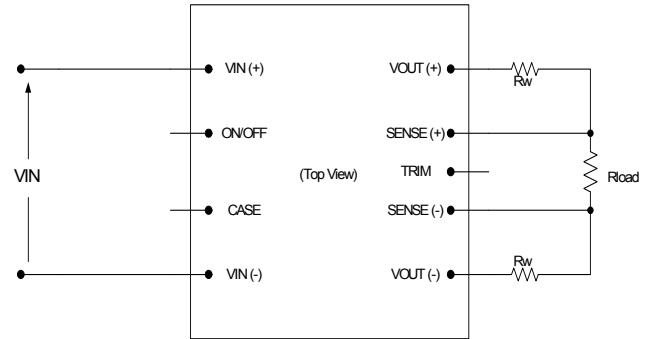 VIN (+)
VOUT (+)
Rw
ON/OFF
SENSE (+)
VIN
(Top View)
TRIM
Rload
CASE
SENSE (-)
VIN (-)
VOUT (-)
Rw